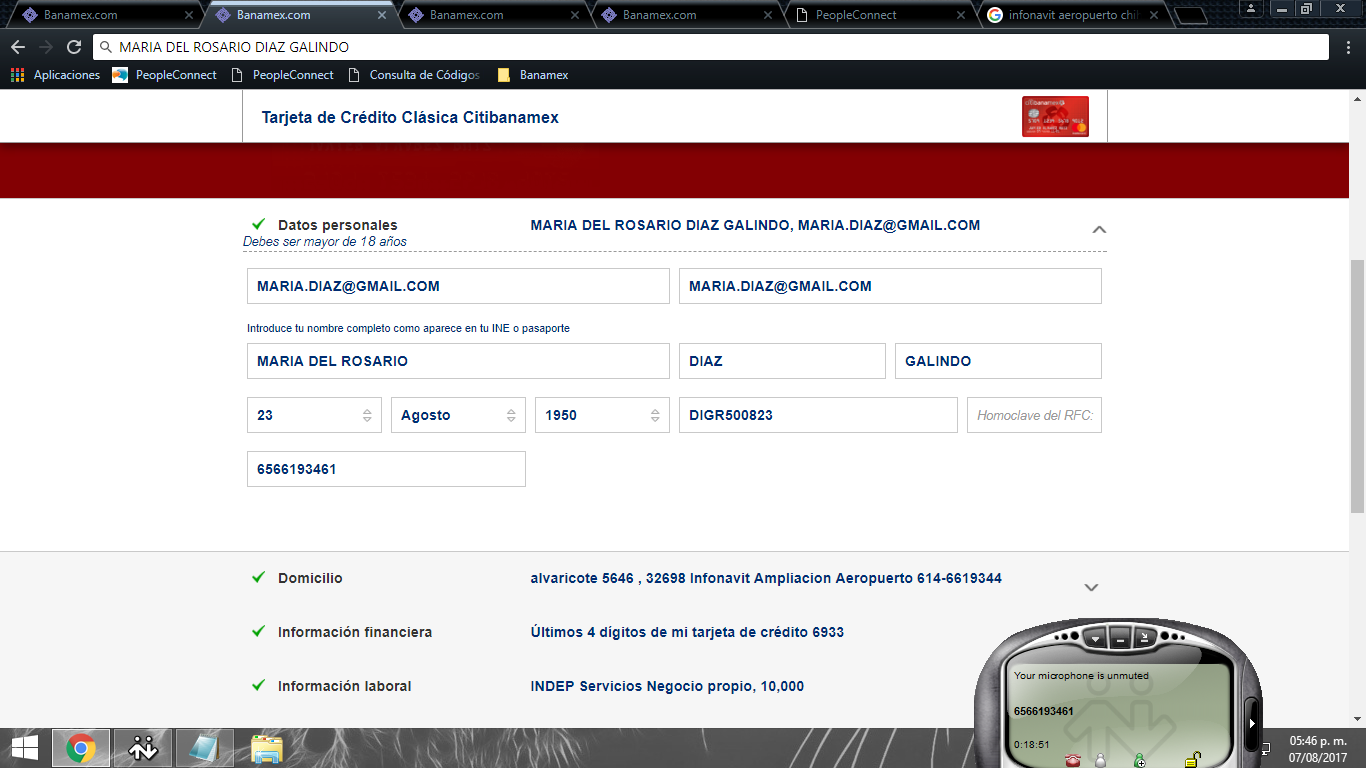 Banamex.com
Banamex.com
Banamex.com
Banamex.com
PeopleConnect
infonavit aeropuerto chi
MARIA DEL ROSARIO DIAZ GALINDO
Aplicaciones PeopleConnect PeopleConnect Consulta de Códigos Banamex
Tarjeta de Crédito Clásica Citibanamex
Datos personales MARIA DEL ROSARIO DIAZ GALINDO, MARIA.DIAZ@GMAIL.COM
Debes ser mayor de 18 años
MARIA.DIAZ@GMAIL.COM MARIA.DIAZ@GMAIL.COM
Introduce tu nombre completo como aparece en tu INE o pasaporte
MARIA DEL ROSARIO DIAZ GALINDO
23 Agosto 1950 DIGR500823 Homoclave del RFC:
6566193461
Domicilio alvaricote 5646 , 32698 Infonavit Ampliacion Aeropuerto 614-6619344
Información financiera Últimos 4 dígitos de mi tarjeta de crédito 6933
Información laboral INDEP Servicios Negocio propio, 10,000
Your microphone is unmuted
6566193461
0:18:51
05:46 p. m.
07/08/2017